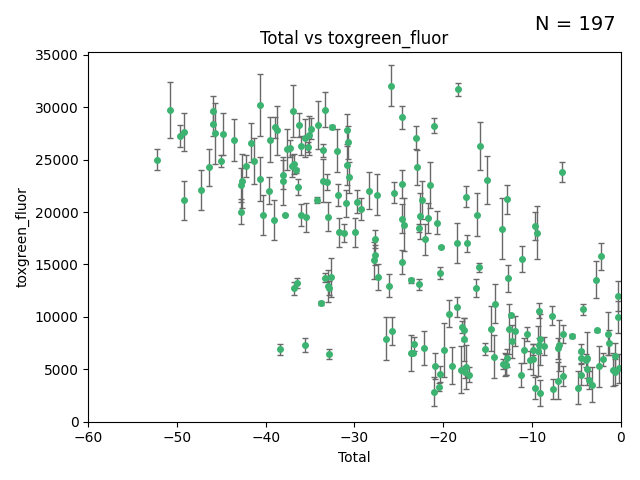 N = 197
Total vs toxgreen_fluor
35000
30000
25000
20000
15000
10000
5000
0
toxgreen_fluor
−60 −50 −40 −30 −20 −10 0
Total